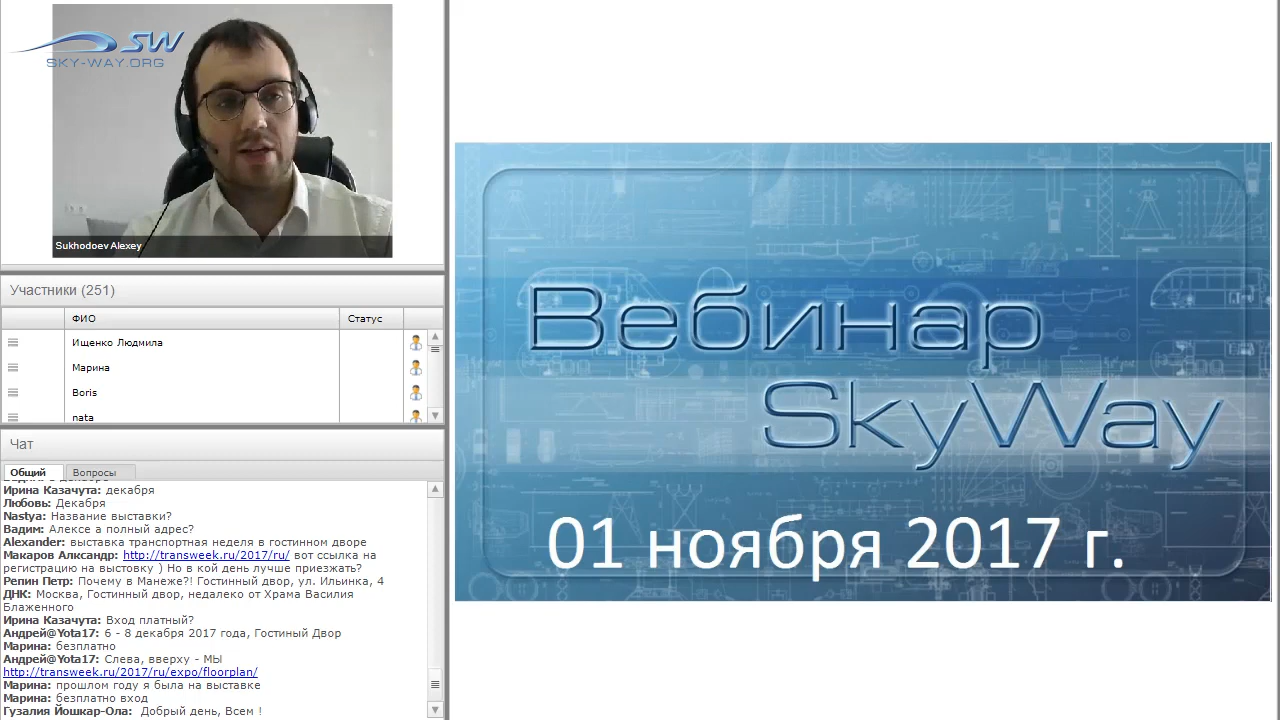 SW
SKY-WAY.ORG
Sukhodoev Alexey
Участники (251)
ФИО
Статус
Ищенко Людмила
Марина
Boris
nata
Чат
Общий
Вопросы
Ирина Казачута: декабря
Любовь: Декабря
Nastya: Название выставки?
Вадим: Алексе а полный адрес?
Alexander: выставка транспортная неделя в гостинном дворе
Макаров Алксандр: http://transweek.ru/2017/ru/ вот ссылка на
регистрацию на выстовку ) Но в кой день лучше приезжать?
Репин Петр: Почему в Манеже?! Гостинный двор, ул. Ильинка, 4
ДНК: Москва, Гостинный двор, недалеко от Храма Василия
Блаженного
Ирина Казачута: Вход платный?
Андрей@Yota17: 6 - 8 декабря 2017 года, Гостиный Двор
Марина: безплатно
Андрей@Yota17: Слева, вверху - МЫ
http://transweek.ru/2017/ru/expo/floorplan/
Марина: прошлом году я была на выставке
Марина: безплатно вход
Гузалия Йошкар-Ола: Добрый день, Всем !
Вебинар
SkyWay
01 ноября 2017 г.